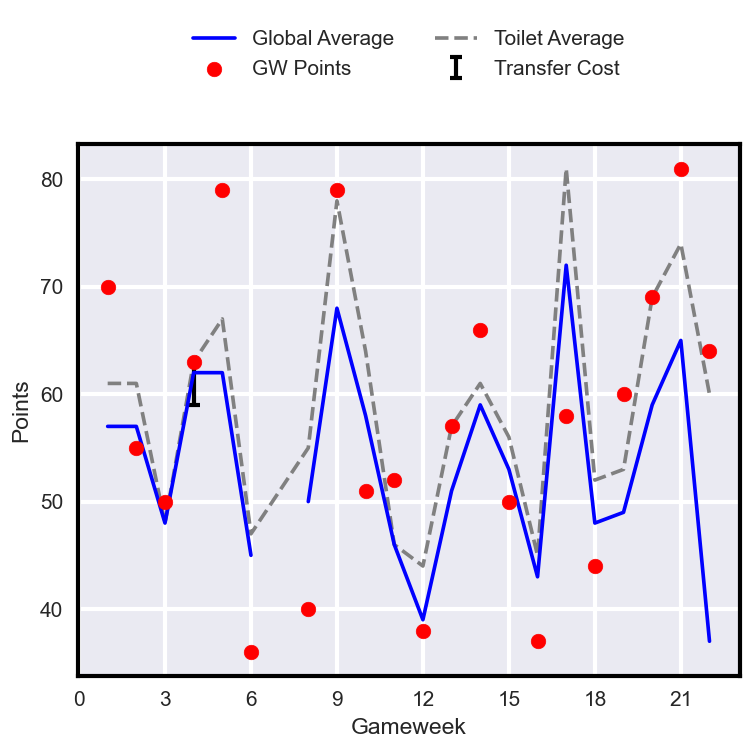 Global Average
Toilet Average
GW Points
Transfer Cost
80
70
60
50
40
Points
0 3 6 9 12 15 18 21
Gameweek